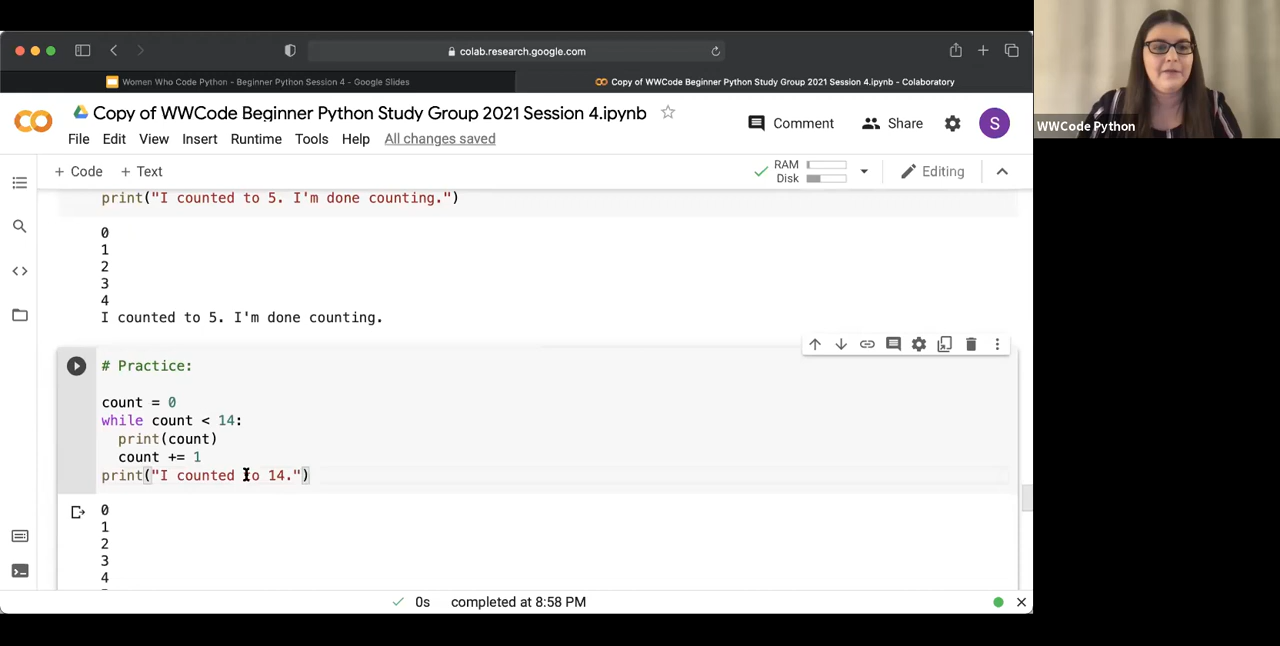 colab.research.google.com
Women Who Code Python - Beginner Python Session 4 - Google Slides
Copy of WWCode Beginner Python Study Group 2021 Session 4.ipynb - Colaboratory
WWCode Python
Copy of WWCode Beginner Python Study Group 2021 Session 4.ipynb
Comment
Share
S
File Edit View Insert Runtime Tools Help All changes saved
+ Code + Text
RAM
Disk
Editing
print("I counted to 5. I'm done counting.")
0
1
2
3
4
I counted to 5. I'm done counting.
# Practice:
count = 0
while count < 14:
print(count)
count += 1
print("I counted to 14.")
0
1
2
3
4
0s completed at 8:58 PM